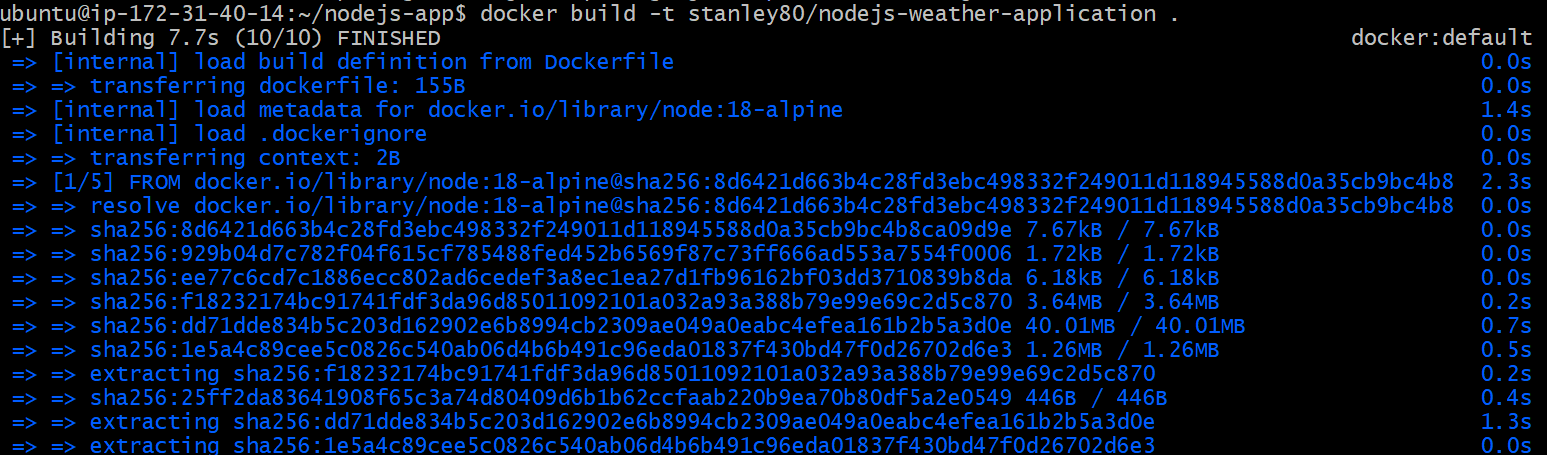 ubuntu@ip-172-31-40-14:~/nodejs-app$ docker build -t stanley80/nodejs-weather-application .
[+] Building 7.7s (10/10) FINISHED docker:default
=> [internal] load build definition from Dockerfile 0.0s
=> => transferring dockerfile: 155B 0.0s
=> [internal] load metadata for docker.io/library/node:18-alpine 1.4s
=> [internal] load .dockerignore 0.0s
=> => transferring context: 2B 0.0s
=> [1/5] FROM docker.io/library/node:18-alpine@sha256:8d6421d663b4c28fd3ebc498332f249011d118945588d0a35cb9bc4b8 2.3s
=> => resolve docker.io/library/node:18-alpine@sha256:8d6421d663b4c28fd3ebc498332f249011d118945588d0a35cb9bc4b8 0.0s
=> => sha256:8d6421d663b4c28fd3ebc498332f249011d118945588d0a35cb9bc4b8ca09d9e 7.67kB / 7.67kB 0.0s
=> => sha256:929b04d7c782f04f615cf785488fed452b6569f87c73ff666ad553a7554f0006 1.72kB / 1.72kB 0.0s
=> => sha256:ee77c6cd7c1886ecc802ad6cedef3a8ec1ea27d1fb96162bf03dd3710839b8da 6.18kB / 6.18kB 0.0s
=> => sha256:f18232174bc91741fdf3da96d85011092101a032a93a388b79e99e69c2d5c870 3.64MB / 3.64MB 0.2s
=> => sha256:dd71dde834b5c203d162902e6b8994cb2309ae049a0eabc4efea161b2b5a3d0e 40.01MB / 40.01MB 0.7s
=> => sha256:1e5a4c89cee5c0826c540ab06d4b6b491c96eda01837f430bd47f0d26702d6e3 1.26MB / 1.26MB 0.5s
=> => extracting sha256:f18232174bc91741fdf3da96d85011092101a032a93a388b79e99e69c2d5c870 0.2s
=> => sha256:25ff2da83641908f65c3a74d80409d6b1b62ccfaab220b9ea70b80df5a2e0549 446B / 446B 0.4s
=> => extracting sha256:dd71dde834b5c203d162902e6b8994cb2309ae049a0eabc4efea161b2b5a3d0e 1.3s
=> => extracting sha256:1e5a4c89cee5c0826c540ab06d4b6b491c96eda01837f430bd47f0d26702d6e3 0.0s